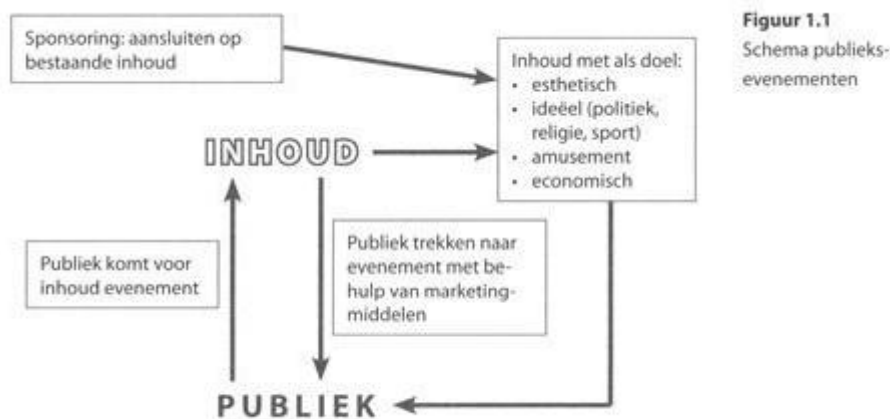 Sponsoring: aansluiten op
bestaande inhoud
Inhoud met als doel:
• esthetisch
• ideëel (politiek,
religie, sport)
• amusement
• economisch
Figuur 1.1
Schema publieks-
evenementen
INHOUD
Publiek komt voor
inhoud evenement
Publiek trekken naar
evenement met be-
hulp van marketing-
middelen
PUBLIEK